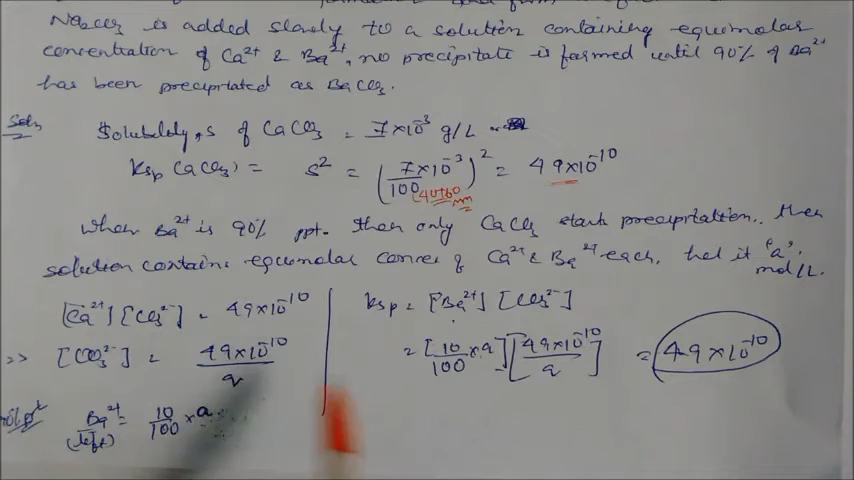 Na2CO3 is added slowly to a solution containing equimolar
concentration of Ca²⁺ & Ba²⁺, no precipitate is formed until 90% of Ba²⁺
has been precipitated as BaCO3.
Soln
Solubility, s of CaCO3 = 7×10⁻³ g/L
Ksp (CaCO3) = s² = (7×10⁻³/100)² = 49×10⁻¹⁰
(40+60
When Ba²⁺ is 90% ppt. then only CaCO3 start precipitation. then
solution contains equimolar concn of Ca²⁺ & Ba²⁺ each, let it 'a'
mol/L.
[Ca²⁺][CO3²⁻] = 49×10⁻¹⁰
>> [CO3²⁻] = 49×10⁻¹⁰/a
Ba²⁺ = 10/100 × a
(left)
Ksp = [Ba²⁺] [CO3²⁻]
= [10/100 × a][49×10⁻¹⁰/a] = 4.9×10⁻¹⁰